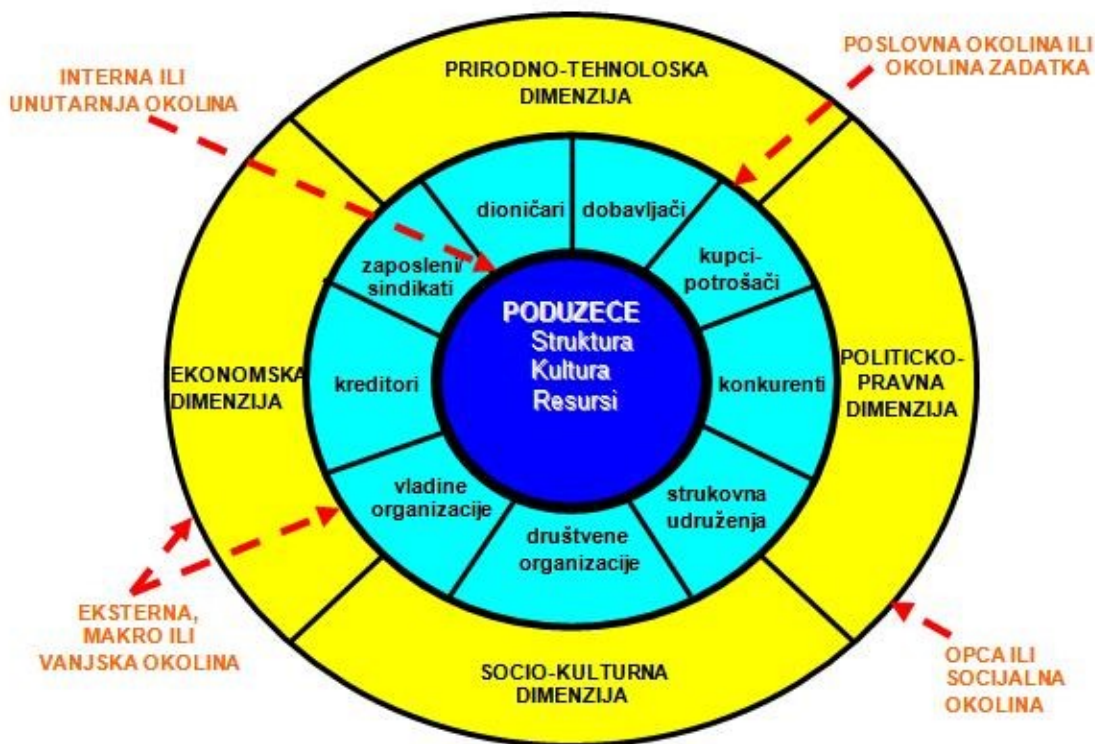 INTERNA ILI
UNUTARNJA OKOLINA
PRIRODNO-TEHNOLOSKA
DIMENZIJA
POSLOVNA OKOLINA ILI
OKOLINA ZADATKA
dioničari
dobavljači
zaposleni/
sindikati
kupci-
potrošači
PODUZEĆE
Struktura
Kultura
Resursi
EKONOMSKA
DIMENZIJA
kreditori
konkurenti
POLITICKO-
PRAVNA
DIMENZIJA
vladine
organizacije
strukovna
udruženja
društvene
organizacije
EKSTERNA,
MAKRO ILI
VANJSKA OKOLINA
SOCIO-KULTURNA
DIMENZIJA
OPCA ILI
SOCIJALNA
OKOLINA